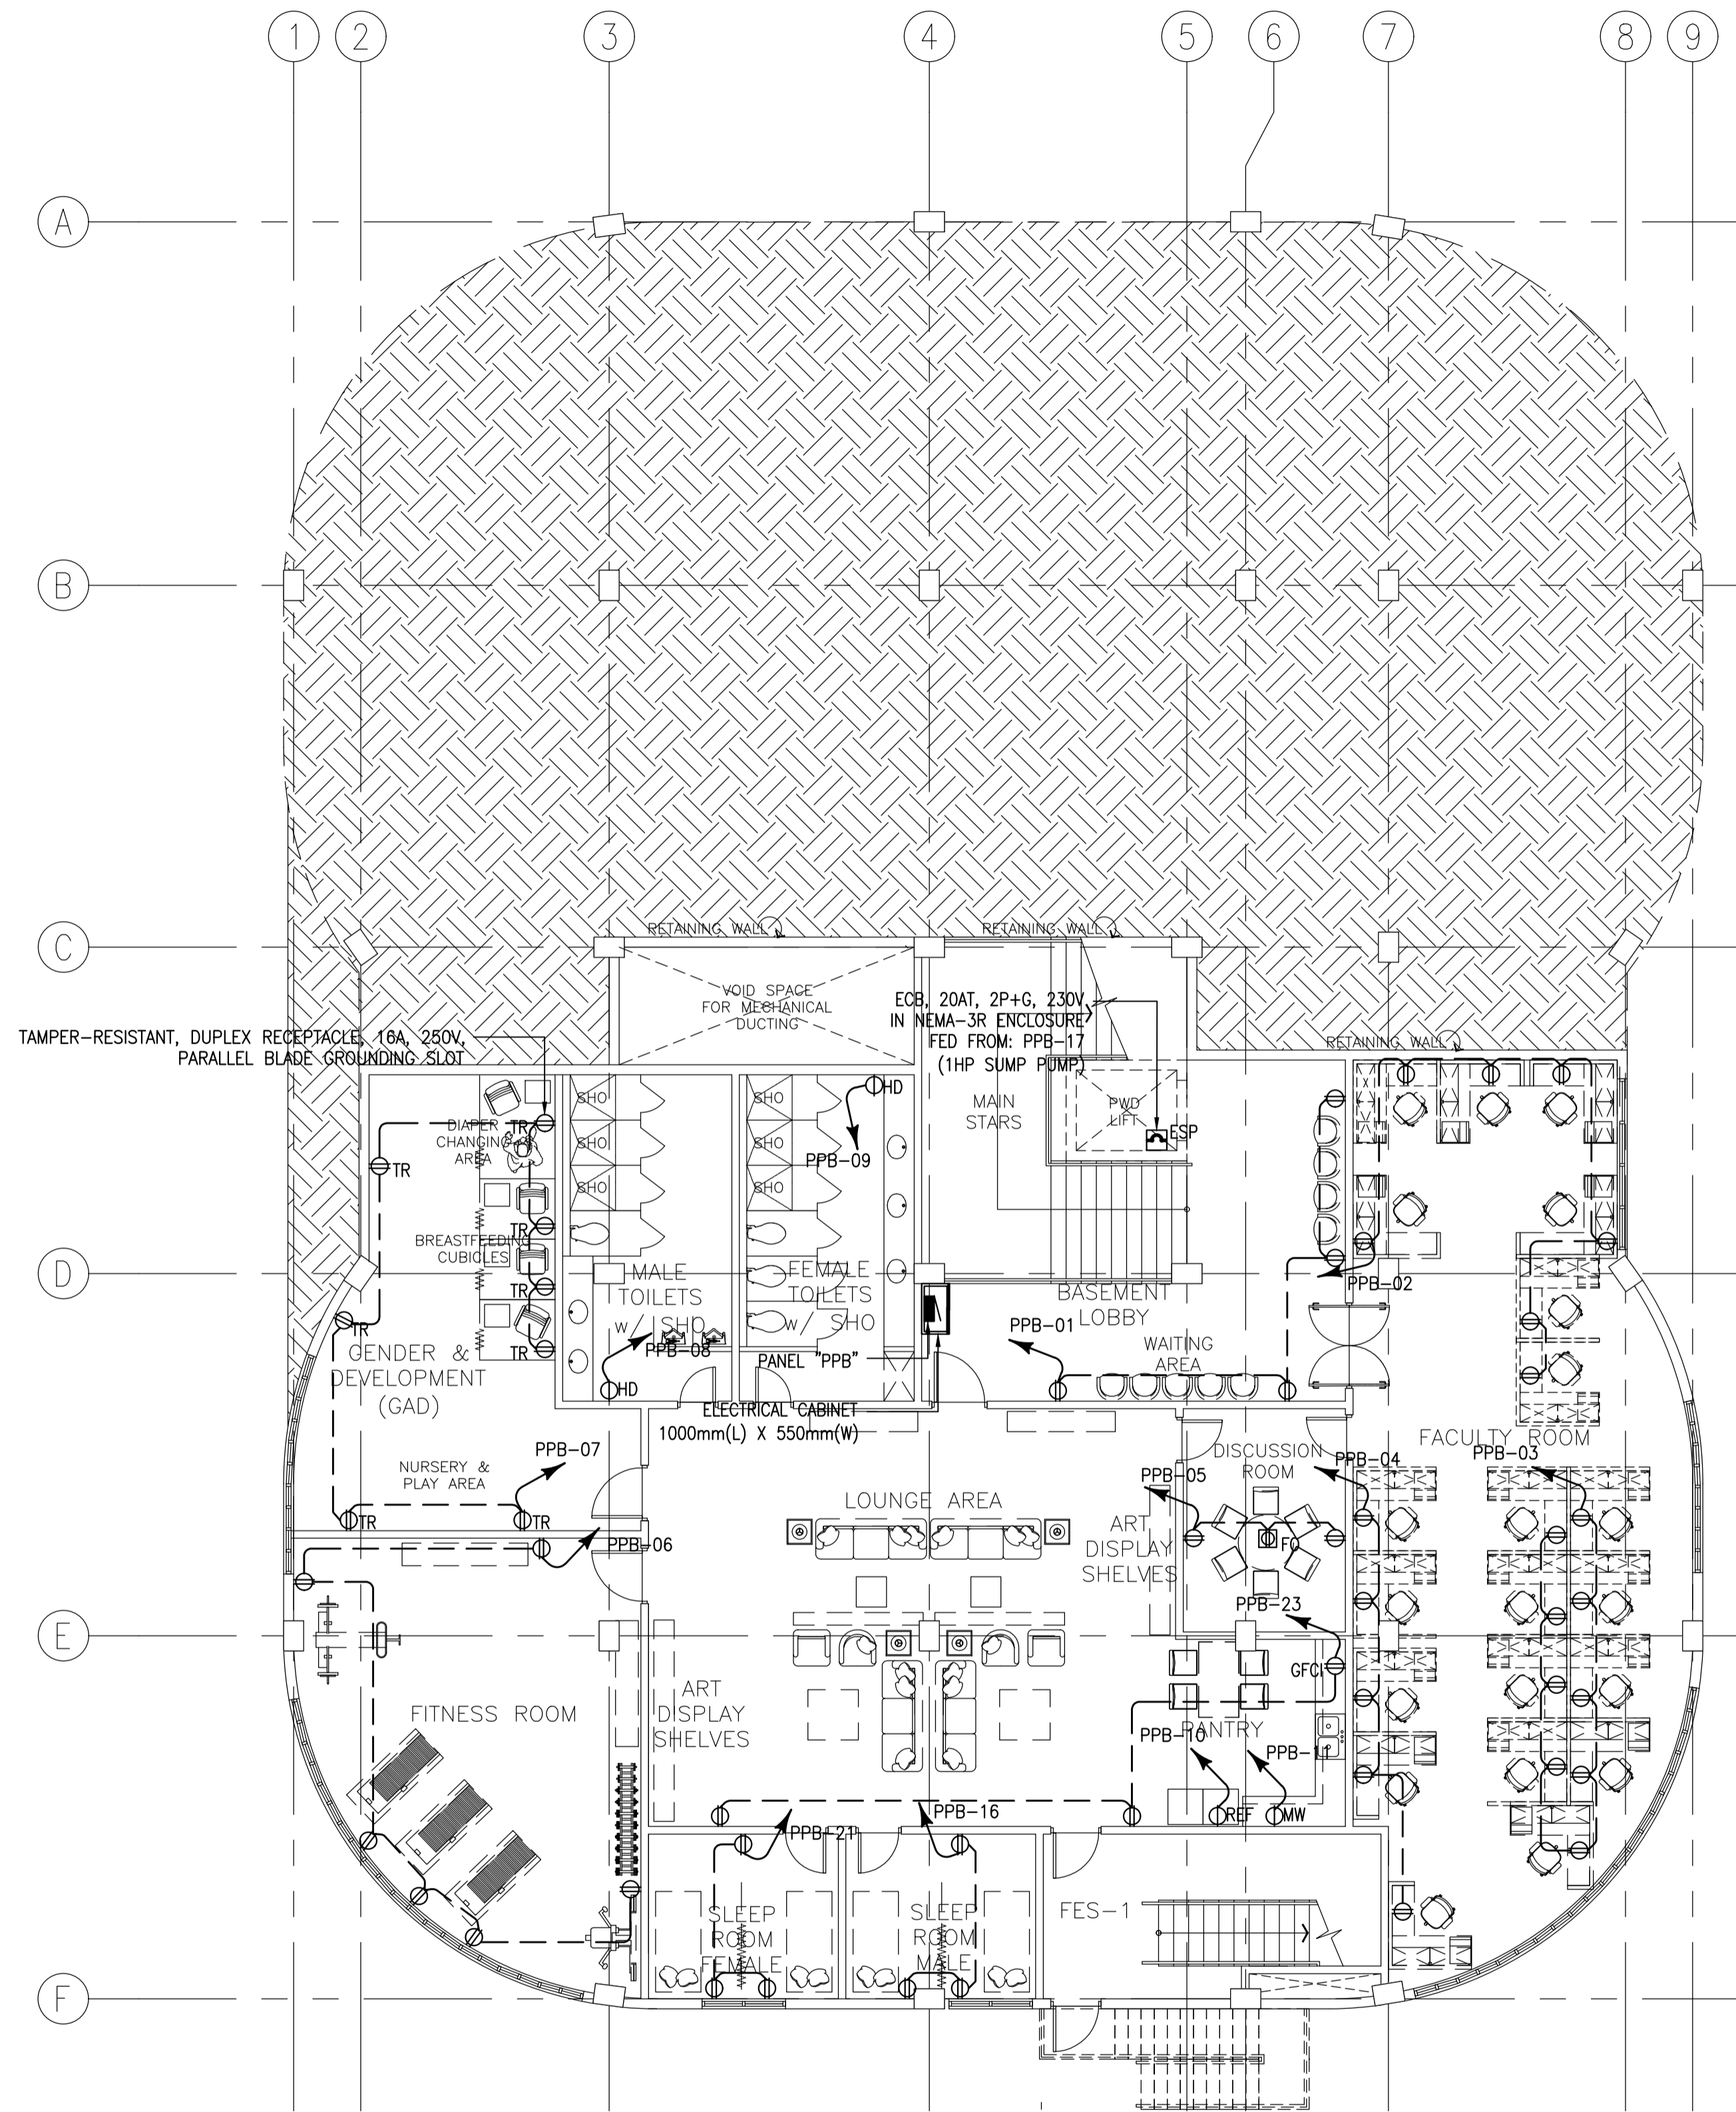 1
2
3
4
5
6
7
8
9
A
B
C
D
E
F
RETAINING WALL
RETAINING WALL
RETAINING WALL
VOID SPACE
FOR MECHANICAL
DUCTING
ECB, 20AT, 2P+G, 230V,
IN NEMA-3R ENCLOSURE
FED FROM: PPB-17
(1HP SUMP PUMP)
TAMPER-RESISTANT, DUPLEX RECEPTACLE, 16A, 250V,
PARALLEL BLADE GROUNDING SLOT
MAIN
STARS
PWD
LIFT
ESP
SHO
SHO
SHO
SHO
SHO
SHO
HD
PPB-09
DIAPER
CHANGING
AREA
TR
TR
BREASTFEEDING
CUBICLES
TR
TR
TR
TR
MALE
TOILETS
w/ SHO
FEMALE
TOILETS
w/ SHO
PPB-08
HD
PANEL "PPB"
ELECTRICAL CABINET
1000mm(L) X 550mm(W)
BASEMENT
LOBBY
PPB-01
PPB-02
WAITING
AREA
GENDER &
DEVELOPMENT
(GAD)
NURSERY &
PLAY AREA
PPB-07
TR
TR
PPB-06
LOUNGE AREA
ART
DISPLAY
SHELVES
PPB-05
DISCUSSION
ROOM
FO
PPB-04
FACULTY ROOM
PPB-03
PPB-23
GFCI
PANTRY
PPB-10
PPB-11
REF
MW
FITNESS ROOM
ART
DISPLAY
SHELVES
PPB-21
PPB-16
SLEEP
ROOM
FEMALE
SLEEP
ROOM
MALE
FES-1